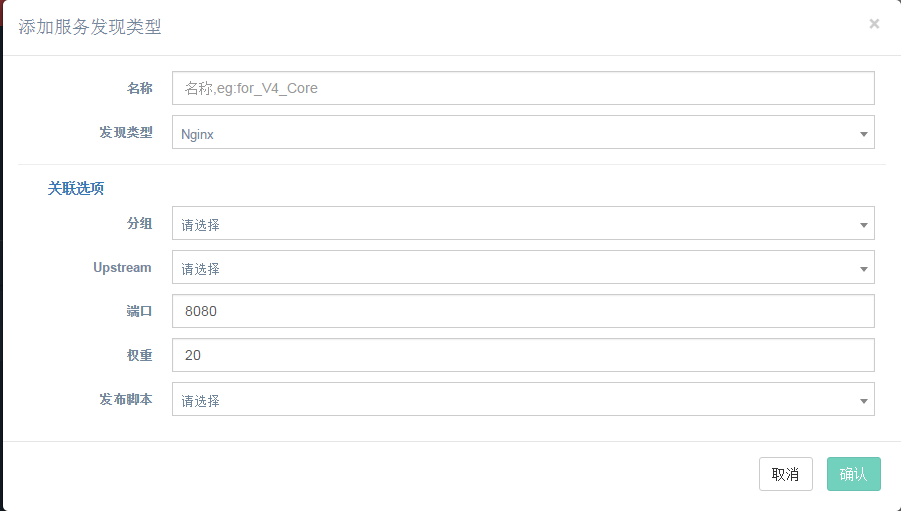 添加服务发现类型 ×
名称 名称,eg:for_V4_Core
发现类型 Nginx
关联选项
分组 请选择
Upstream 请选择
端口 8080
权重 20
发布脚本 请选择
取消 确认